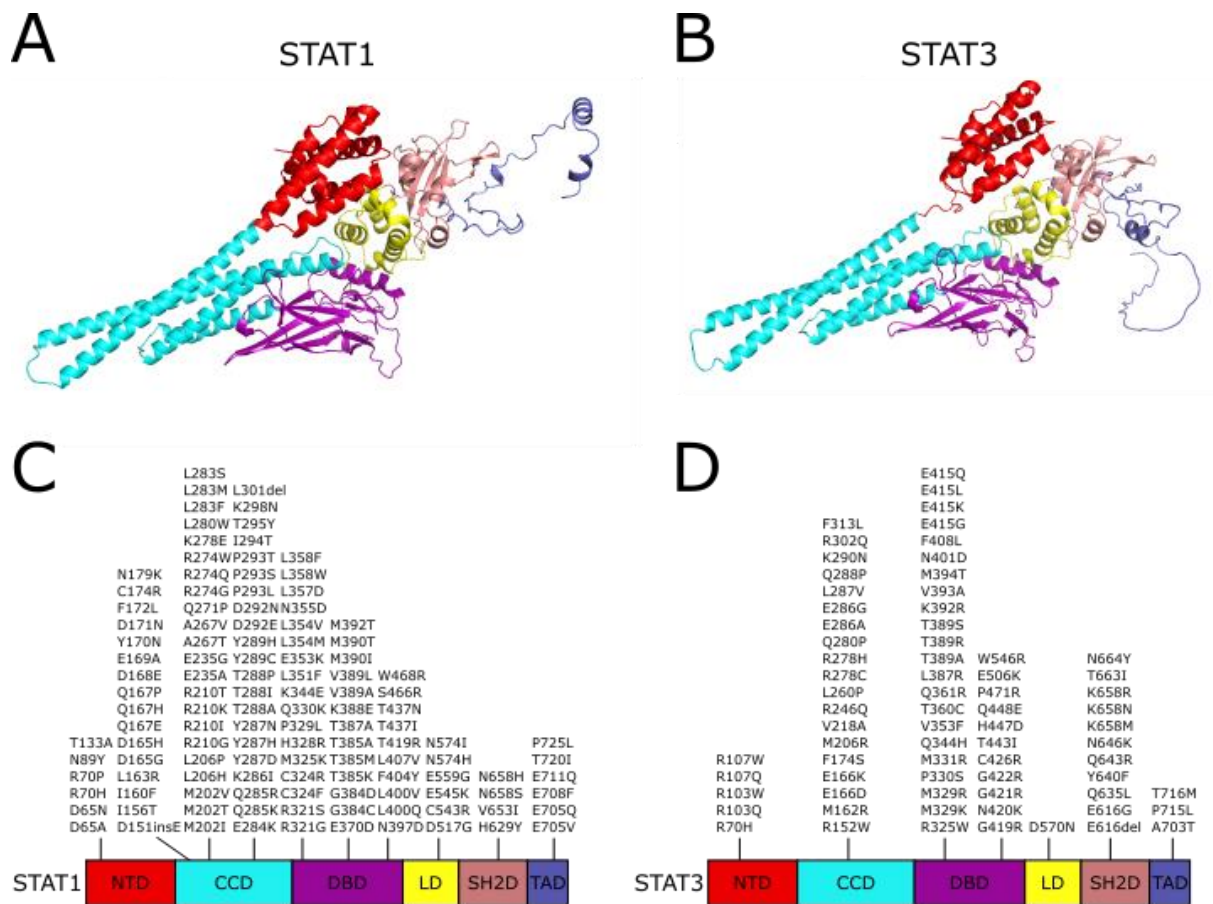 A
STAT1
B
STAT3
C
L283S
L283M L301del
L283F K298N
L280W T295Y
K278E I294T
R274W P293T L358F
N179K R274Q P293S L358W
C174R R274G P293L L357D
F172L Q271P D292N N355D
D171N A267V D292E L354V M392T
Y170N A267T Y289H L354M M390T
E169A E235G Y289C E353K M390I
D168E E235A T288P L351F V389L W468R
Q167P R210T T288I K344E V389A S466R
Q167H R210K T288A Q330K K388E T437N
Q167E R210I Y287N P329L T387A T437I
T133A D165H R210G Y287H H328R T385A T419R N574I P725L
N89Y D165G L206P Y287D M325K T385M L407V N574H T720I
R70P L163R L206H K286I C324R T385K F404Y E559G N658H E711Q
R70H I160F M202V Q285R C324F G384D L400V E545K N658S E708F
D65N I156T M202T Q285K R321S G384C L400Q C543R V653I E705Q
D65A D151insE M202I E284K R321G E370D N397D D517G H629Y E705V
STAT1 NTD CCD DBD LD SH2D TAD
D
E415Q
E415L
E415K
F313L E415G
R302Q F408L
K290N N401D
Q288P M394T
L287V V393A
E286G K392R
E286A T389S
Q280P T389R
R278H T389A W546R N664Y
R278C L387R E506K T663I
L260P Q361R P471R K658R
R246Q T360C Q448E K658N
V218A V353F H447D K658M
M206R Q344H T443I N646K
R107W F174S M331R C426R Q643R
R107Q E166K P330S G422R Y640F
R103W E166D M329R G421R Q635L T716M
R103Q M162R M329K N420K E616G P715L
R70H R152W R325W G419R D570N E616del A703T
STAT3 NTD CCD DBD LD SH2D TAD